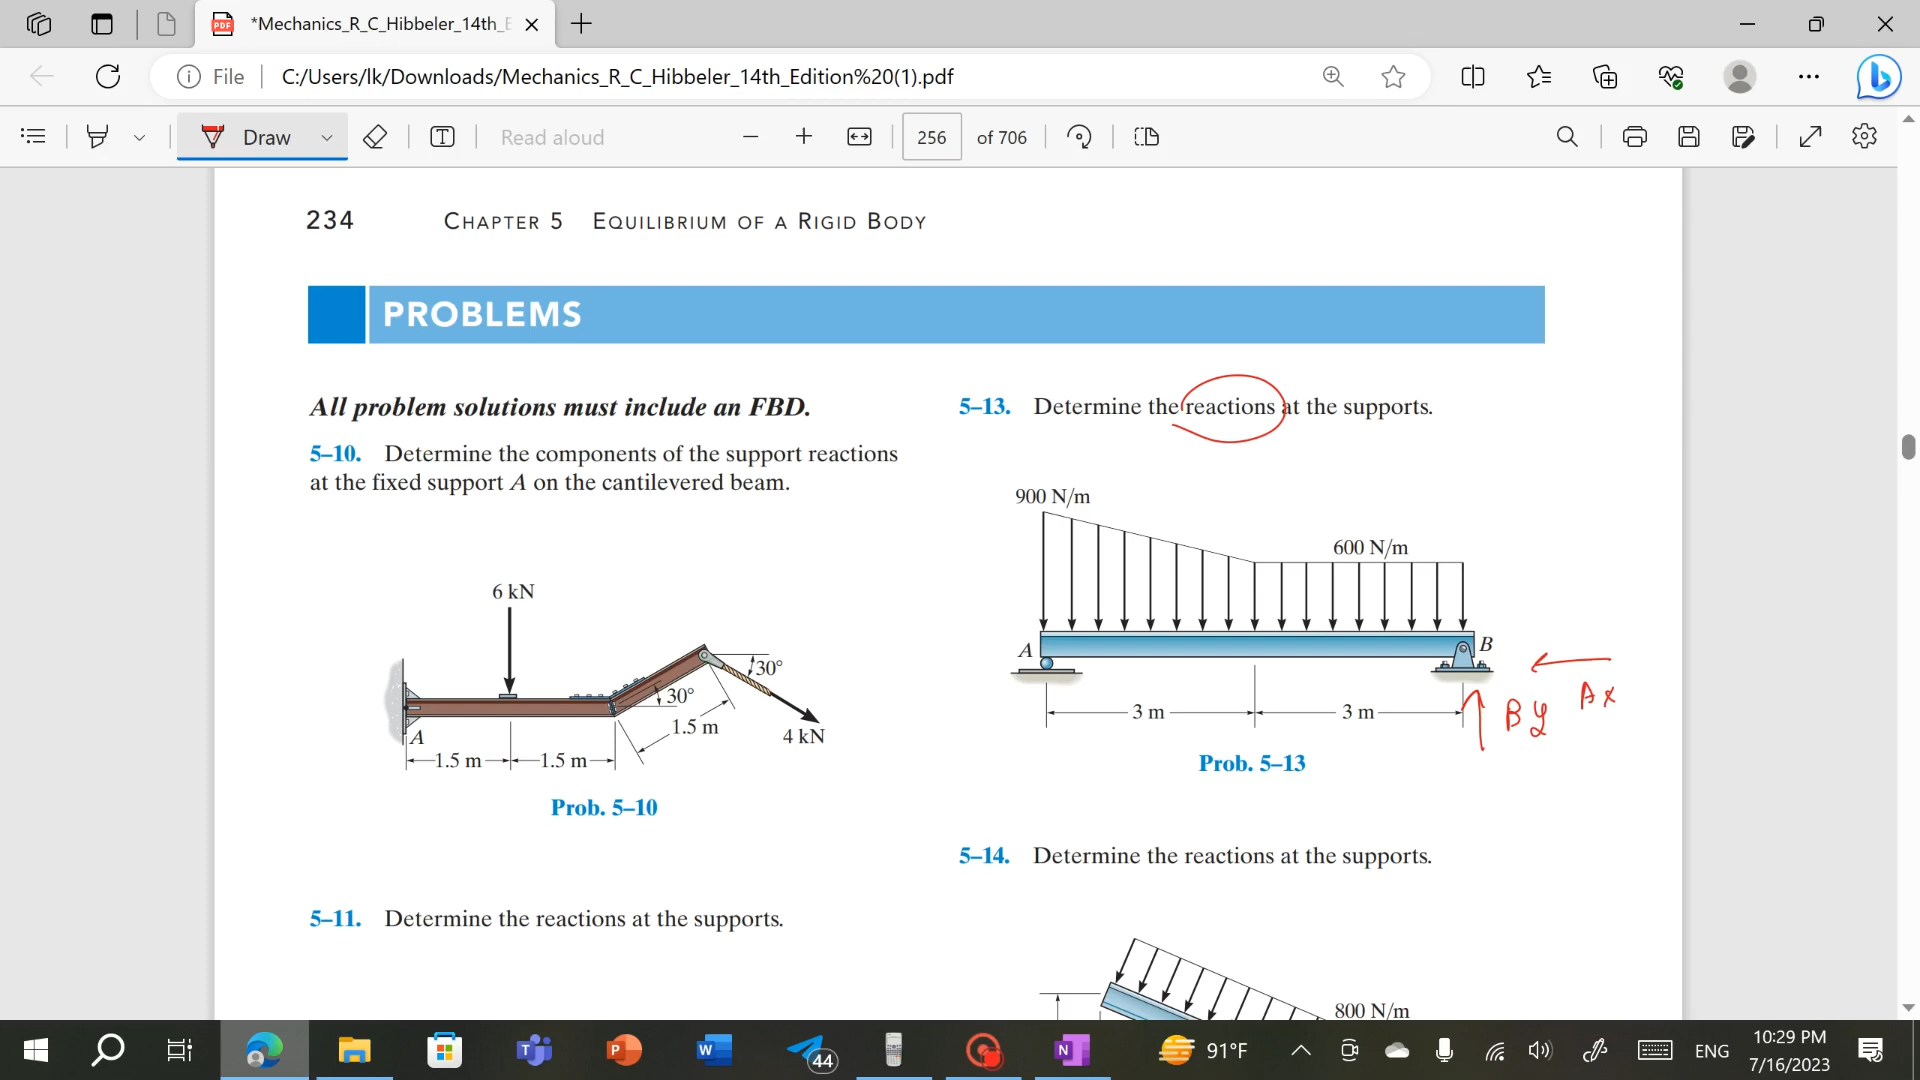 *Mechanics_R_C_Hibbeler_14th_E
File
C:/Users/lk/Downloads/Mechanics_R_C_Hibbeler_14th_Edition%20(1).pdf
Draw
Read aloud
256 of 706
234 CHAPTER 5 EQUILIBRIUM OF A RIGID BODY
PROBLEMS
All problem solutions must include an FBD.
5–10. Determine the components of the support reactions
at the fixed support A on the cantilevered beam.
6 kN
30°
30°
1.5 m
4 kN
A
1.5 m 1.5 m
Prob. 5–10
5–11. Determine the reactions at the supports.
5–13. Determine the reactions at the supports.
900 N/m
600 N/m
A
B
3 m 3 m
By
Ax
Prob. 5–13
5–14. Determine the reactions at the supports.
800 N/m
44
91°F
ENG
10:29 PM
7/16/2023